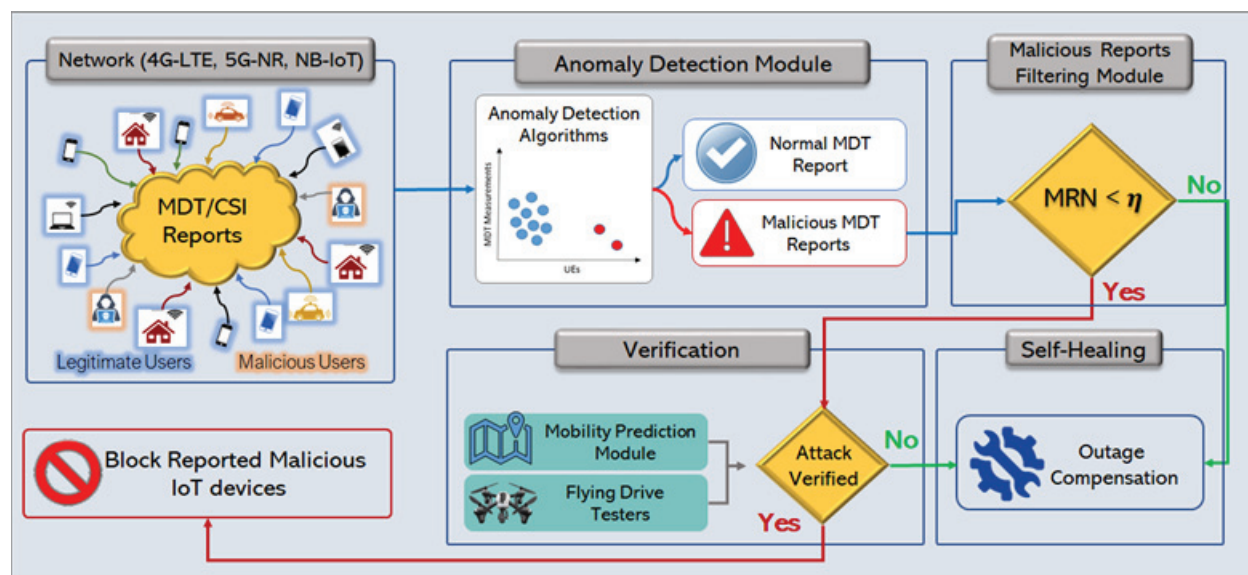 Network (4G-LTE, 5G-NR, NB-IoT)
MDT/CSI
Reports
Legitimate Users
Malicious Users
Anomaly Detection Module
Anomaly Detection
Algorithms
MDT Measurements
UEs
Normal MDT
Report
Malicious MDT
Reports
Malicious Reports
Filtering Module
MRN < η
No
Yes
Verification
Mobility Prediction
Module
Flying Drive
Testers
Attack
Verified
No
Yes
Self-Healing
Outage
Compensation
Block Reported Malicious
IoT devices